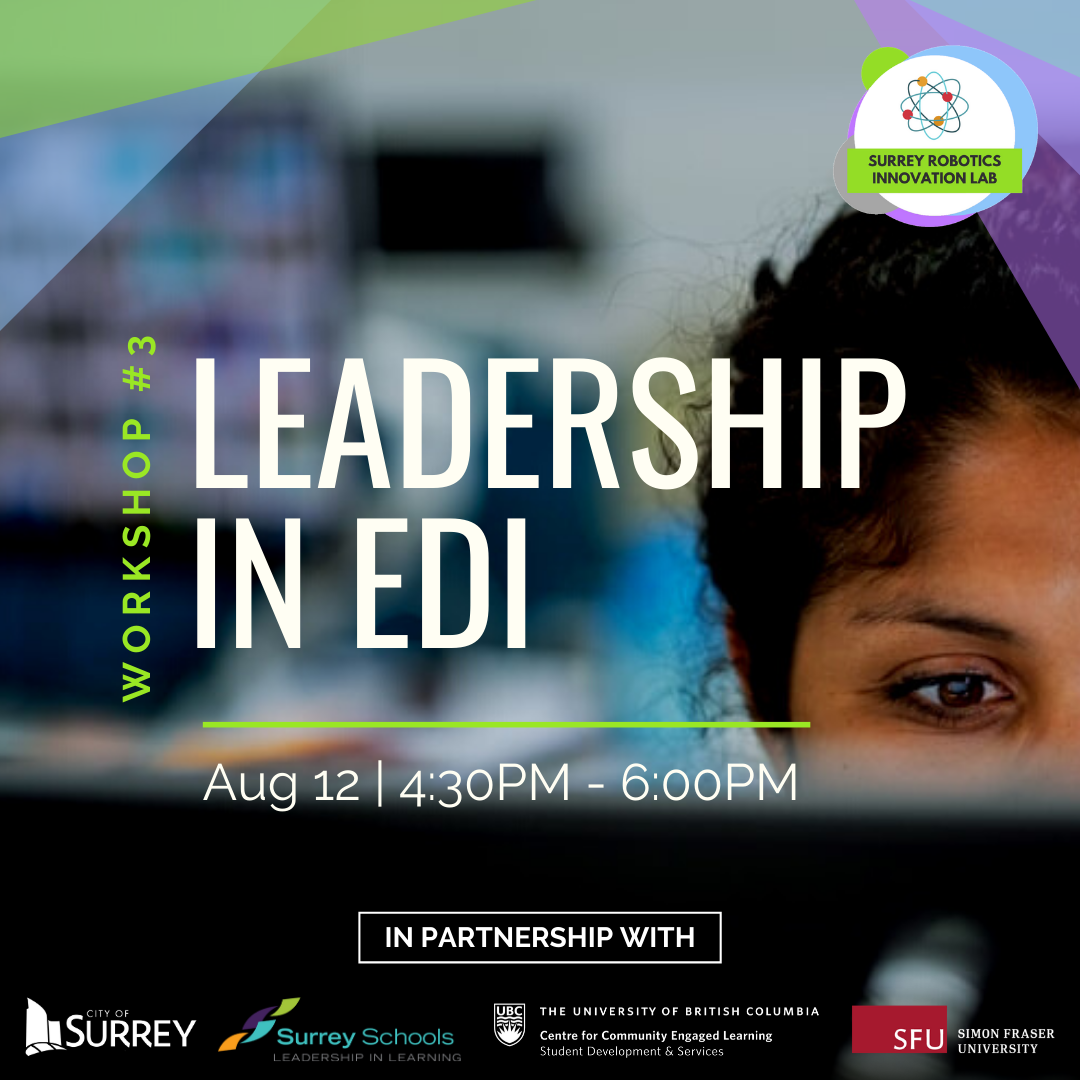 SURREY ROBOTICS
INNOVATION LAB
WORKSHOP #3
LEADERSHIP
IN EDI
Aug 12 | 4:30PM - 6:00PM
IN PARTNERSHIP WITH
CITY OF
SURREY
Surrey Schools
LEADERSHIP IN LEARNING
UBC
THE UNIVERSITY OF BRITISH COLUMBIA
Centre for Community Engaged Learning
Student Development & Services
SFU
SIMON FRASER
UNIVERSITY